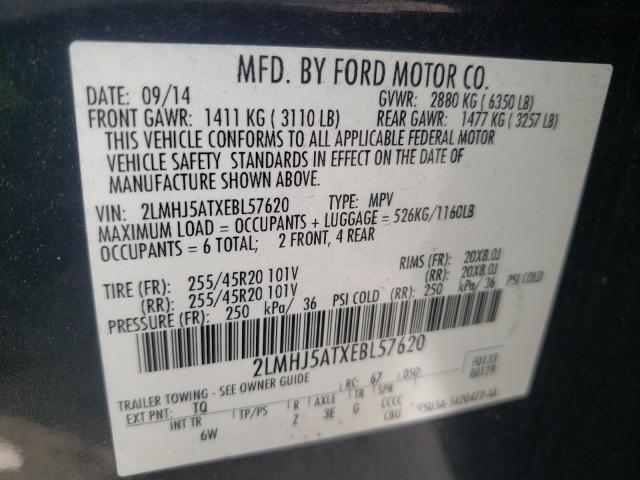 MFD. BY FORD MOTOR CO.
DATE: 09/14 GVWR: 2880 KG ( 6350 LB)
FRONT GAWR: 1411 KG ( 3110 LB) REAR GAWR: 1477 KG ( 3257 LB)
THIS VEHICLE CONFORMS TO ALL APPLICABLE FEDERAL MOTOR
VEHICLE SAFETY STANDARDS IN EFFECT ON THE DATE OF
MANUFACTURE SHOWN ABOVE.
VIN: 2LMHJ5ATXEBL57620 TYPE: MPV
MAXIMUM LOAD = OCCUPANTS + LUGGAGE = 526KG/1160LB
OCCUPANTS = 6 TOTAL; 2 FRONT, 4 REAR
RIMS (FR): 20X8.0J
TIRE (FR): 255/45R20 101V (RR): 20X8.0J
(RR): 255/45R20 101V
PRESSURE (FR): 250 kPa/ 36 PSI COLD (RR): 250 kPa/ 36 PSI COLD
2LMHJ5ATXEBL57620
F0133
00129
TRAILER TOWING - SEE OWNER GUIDE RC: 67 DSO:
EXT PNT: TQ
INT TR TP/PS R AXLE TR SPR
6W Z 3E G CCCC
CBU